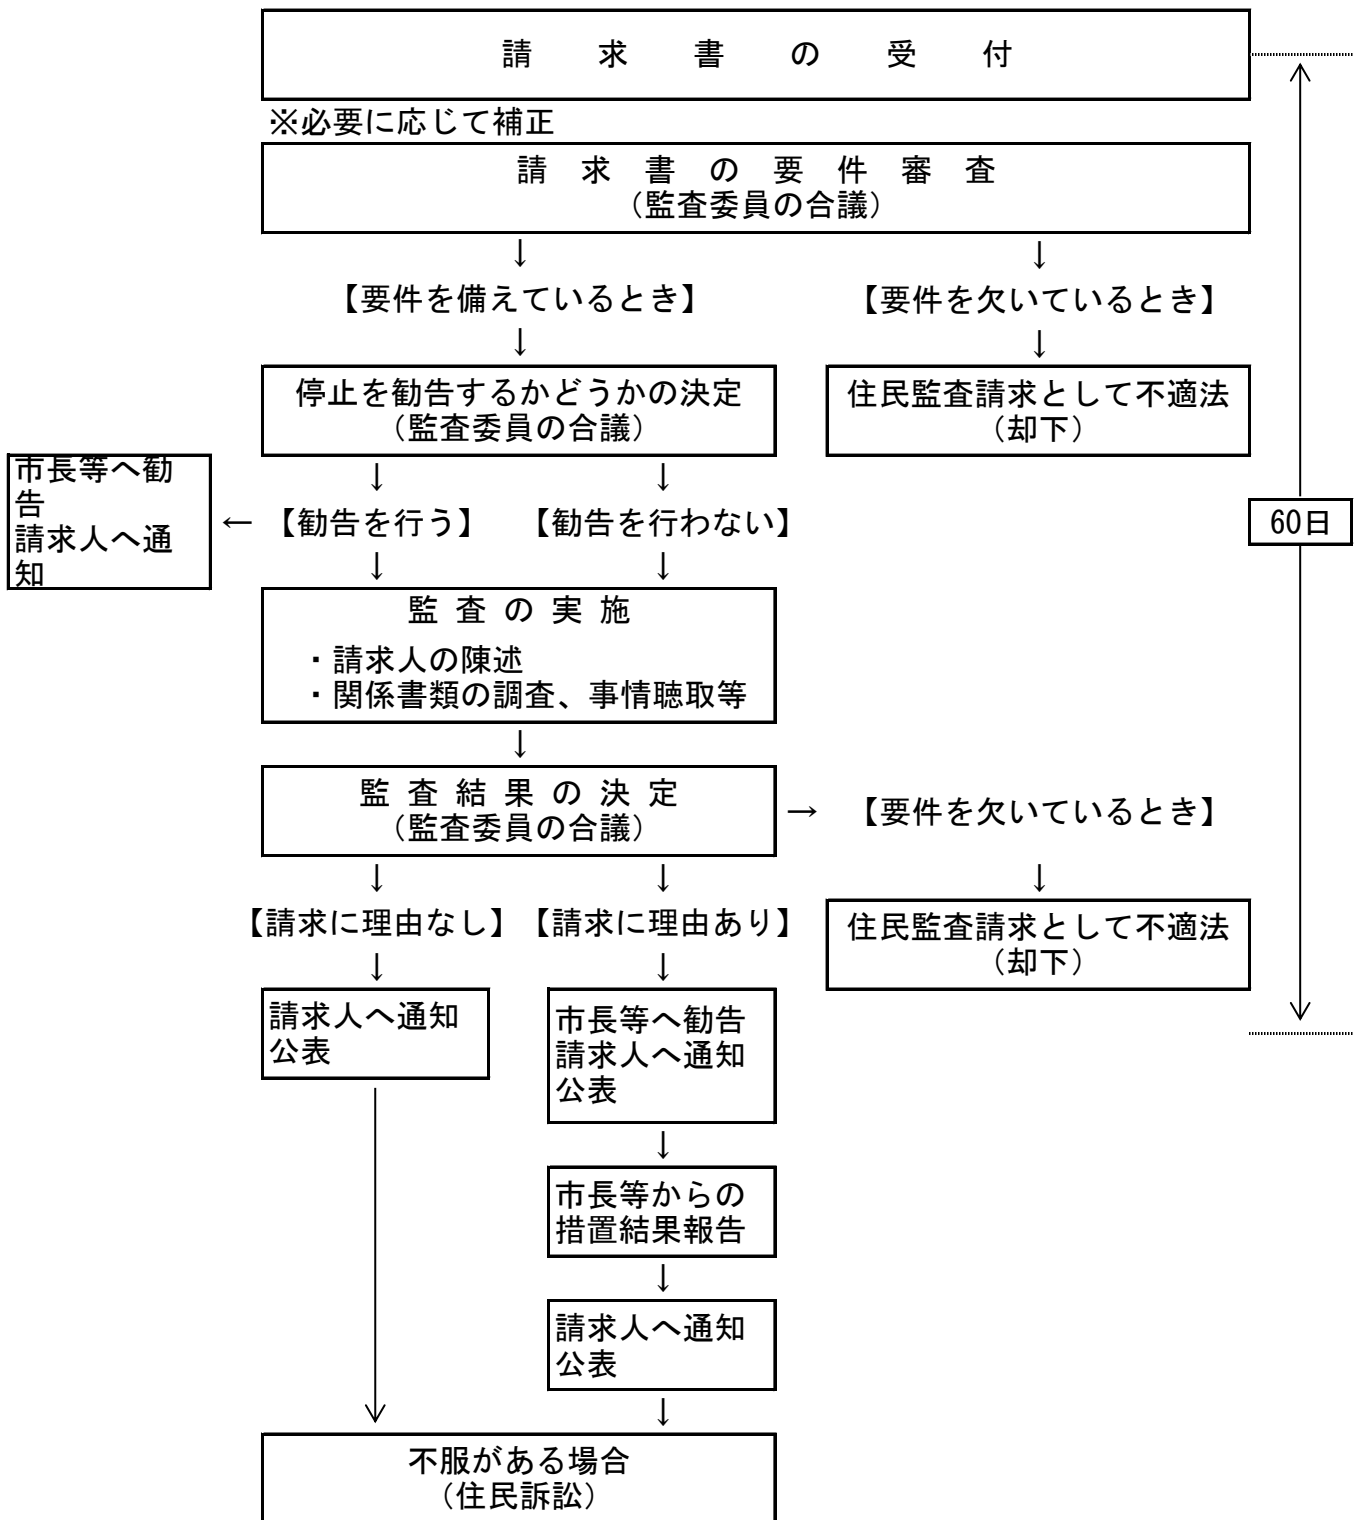 請求書の受付
※必要に応じて補正
請求書の要件審査
（監査委員の合議）
↓ ↓
【要件を備えているとき】 【要件を欠いているとき】
↓ ↓
停止を勧告するかどうかの決定
（監査委員の合議）
住民監査請求として不適法
（却下）
↓ ↓
市長等へ勧
告
請求人へ通
知
← 【勧告を行う】 【勧告を行わない】
60日
↓ ↓
監査の実施
・請求人の陳述
・関係書類の調査、事情聴取等
↓
監査結果の決定
（監査委員の合議）
→ 【要件を欠いているとき】
↓ ↓ ↓
【請求に理由なし】 【請求に理由あり】
住民監査請求として不適法
（却下）
↓ ↓
請求人へ通知
公表
市長等へ勧告
請求人へ通知
公表
↓
市長等からの
措置結果報告
↓
請求人へ通知
公表
↓
不服がある場合
（住民訴訟）